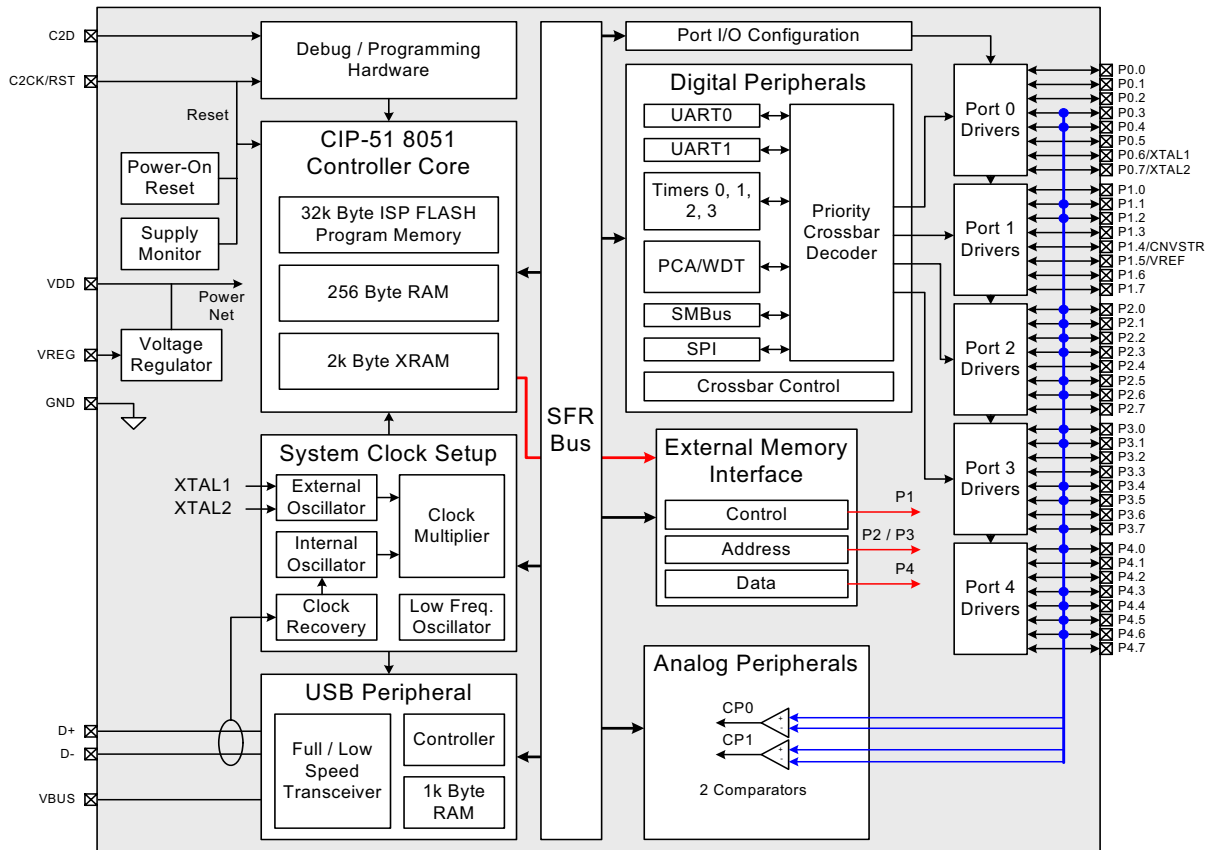 C2D
C2CK/RST
Reset
Power-On
Reset
Supply
Monitor
VDD
Power
Net
VREG
Voltage
Regulator
GND
XTAL1
XTAL2
D+
D-
VBUS
Debug / Programming
Hardware
CIP-51 8051
Controller Core
32k Byte ISP FLASH
Program Memory
256 Byte RAM
2k Byte XRAM
System Clock Setup
External
Oscillator
Internal
Oscillator
Clock
Recovery
Clock
Multiplier
Low Freq.
Oscillator
USB Peripheral
Full / Low
Speed
Transceiver
Controller
1k Byte
RAM
SFR
Bus
Port I/O Configuration
Digital Peripherals
UART0
UART1
Timers 0, 1,
2, 3
PCA/WDT
SMBus
SPI
Priority
Crossbar
Decoder
Crossbar Control
External Memory
Interface
Control
Address
Data
P1
P2 / P3
P4
Analog Peripherals
CP0
+
-
CP1
+
-
2 Comparators
Port 0
Drivers
Port 1
Drivers
Port 2
Drivers
Port 3
Drivers
Port 4
Drivers
P0.0
P0.1
P0.2
P0.3
P0.4
P0.5
P0.6/XTAL1
P0.7/XTAL2
P1.0
P1.1
P1.2
P1.3
P1.4/CNVSTR
P1.5/VREF
P1.6
P1.7
P2.0
P2.1
P2.2
P2.3
P2.4
P2.5
P2.6
P2.7
P3.0
P3.1
P3.2
P3.3
P3.4
P3.5
P3.6
P3.7
P4.0
P4.1
P4.2
P4.3
P4.4
P4.5
P4.6
P4.7